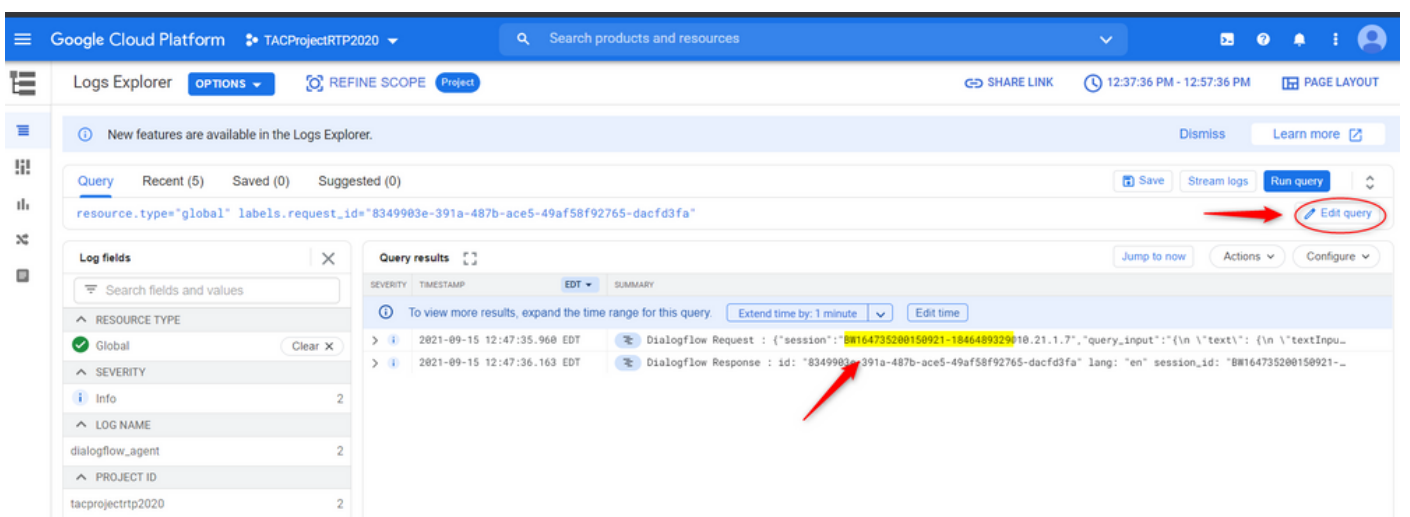 Google Cloud Platform TACProjectRTP2020 Search products and resources
Logs Explorer OPTIONS REFINE SCOPE Project SHARE LINK 12:37:36 PM - 12:57:36 PM PAGE LAYOUT
New features are available in the Logs Explorer. Dismiss Learn more
Query Recent (5) Saved (0) Suggested (0) Save Stream logs Run query
resource.type="global" labels.request_id="8349903e-391a-487b-ace5-49af58f92765-dacfd3fa" Edit query
Log fields Query results Jump to now Actions Configure
Search fields and values SEVERITY TIMESTAMP EDT SUMMARY
RESOURCE TYPE To view more results, expand the time range for this query. Extend time by: 1 minute Edit time
Global Clear X 2021-09-15 12:47:35.960 EDT Dialogflow Request : {"session":"BW164735200150921-1846489329010.21.1.7","query_input":"{\n \"text\": {\n \"textInpu…
SEVERITY 2021-09-15 12:47:36.163 EDT Dialogflow Response : id: "8349903e-391a-487b-ace5-49af58f92765-dacfd3fa" lang: "en" session_id: "BW164735200150921-…
Info 2
LOG NAME
dialogflow_agent 2
PROJECT ID
tacprojectrtp2020 2